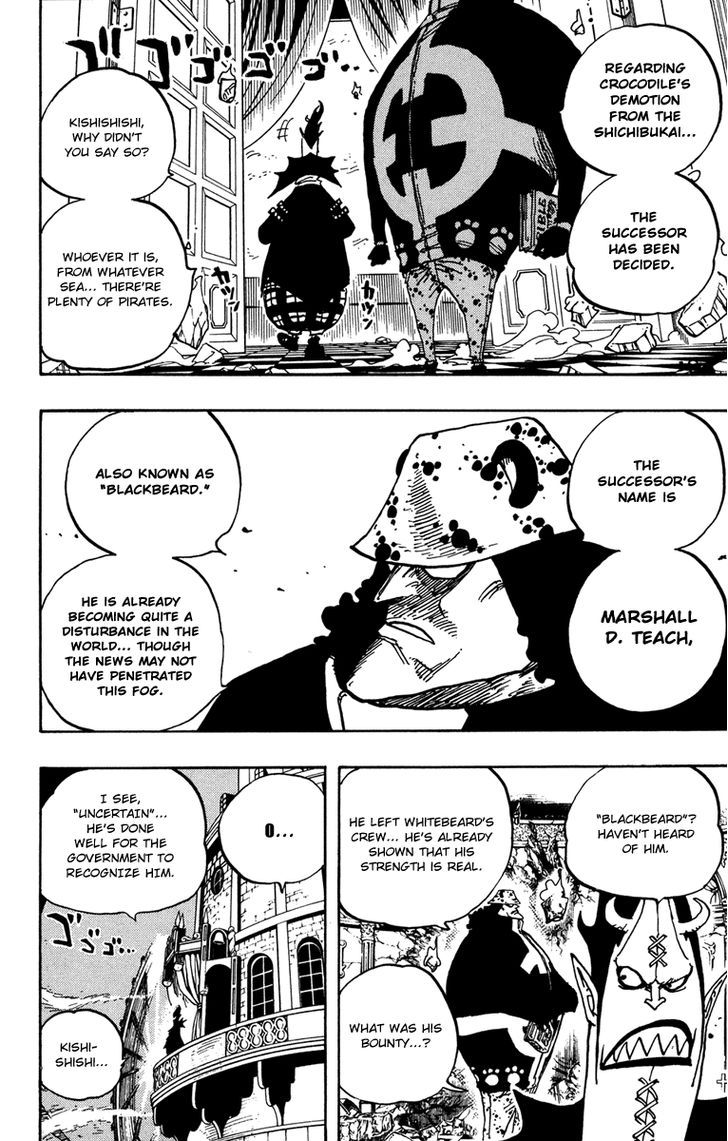 REGARDING
CROCODILE'S
DEMOTION
FROM THE
SHICHIBUKAI...
THE
SUCCESSOR
HAS BEEN
DECIDED.
ゴゴゴゴゴ
BIBLE
KISHISHISHI,
WHY DIDN'T
YOU SAY SO?
WHOEVER IT IS,
FROM WHATEVER
SEA... THERE'RE
PLENTY OF PIRATES.
カツッ
カツッ
THE
SUCCESSOR'S
NAME IS
MARSHALL
D. TEACH,
ALSO KNOWN AS
"BLACKBEARD."
HE IS ALREADY
BECOMING QUITE A
DISTURBANCE IN THE
WORLD... THOUGH
THE NEWS MAY NOT
HAVE PENETRATED
THIS FOG.
"BLACKBEARD"?
HAVEN'T HEARD
OF HIM.
HE LEFT WHITEBEARD'S
CREW... HE'S ALREADY
SHOWN THAT HIS
STRENGTH IS REAL.
WHAT WAS HIS
BOUNTY...?
0...
I SEE,
"UNCERTAIN"...
HE'S DONE
WELL FOR THE
GOVERNMENT TO
RECOGNIZE HIM.
ゴゴゴ...
KISHI-
SHISHI...